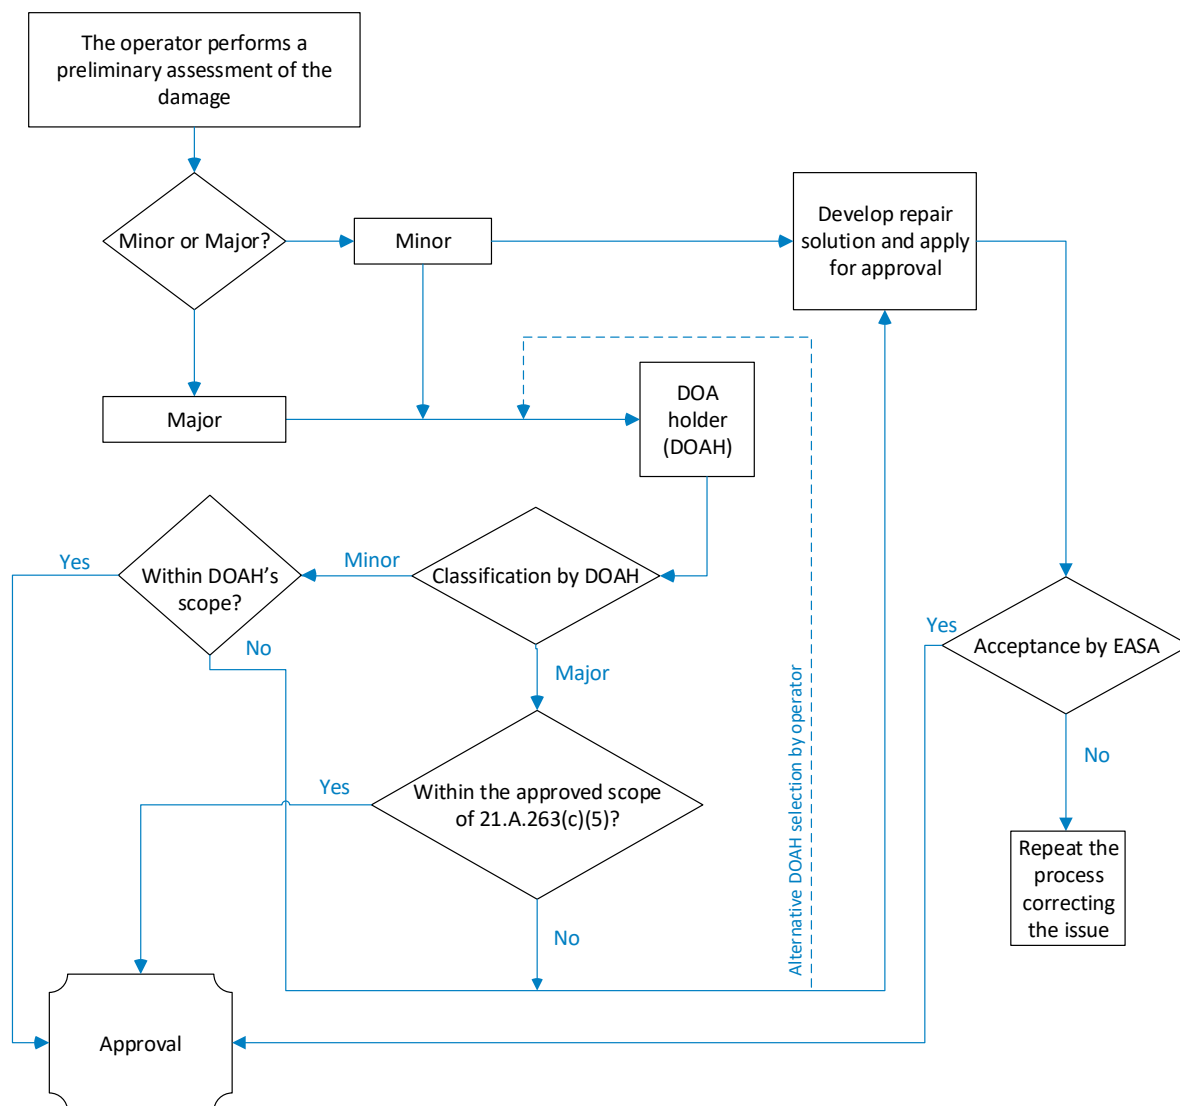 The operator performs a
preliminary assessment of the
damage
Minor or Major?
Minor
Develop repair
solution and apply
for approval
Major
DOA
holder
(DOAH)
Yes
Within DOAH's
scope?
No
Minor
Classification by DOAH
Major
Yes
Acceptance by EASA
No
Yes
Within the approved scope
of 21.A.263(c)(5)?
No
Alternative DOAH selection by operator
Repeat the
process
correcting
the issue
Approval